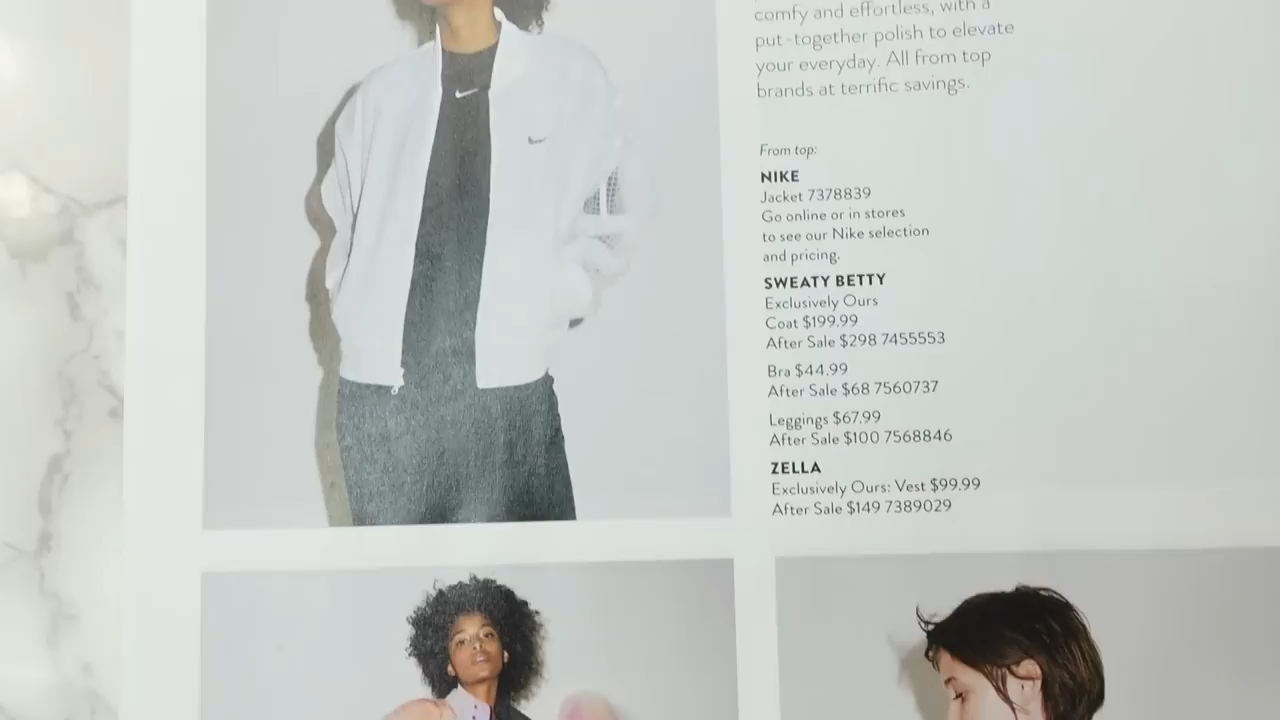 comfy and effortless, with a
put-together polish to elevate
your everyday. All from top
brands at terrific savings.
From top:
NIKE
Jacket 7378839
Go online or in stores
to see our Nike selection
and pricing.
SWEATY BETTY
Exclusively Ours
Coat $199.99
After Sale $298 7455553
Bra $44.99
After Sale $68 7560737
Leggings $67.99
After Sale $100 7568846
ZELLA
Exclusively Ours: Vest $99.99
After Sale $149 7389029